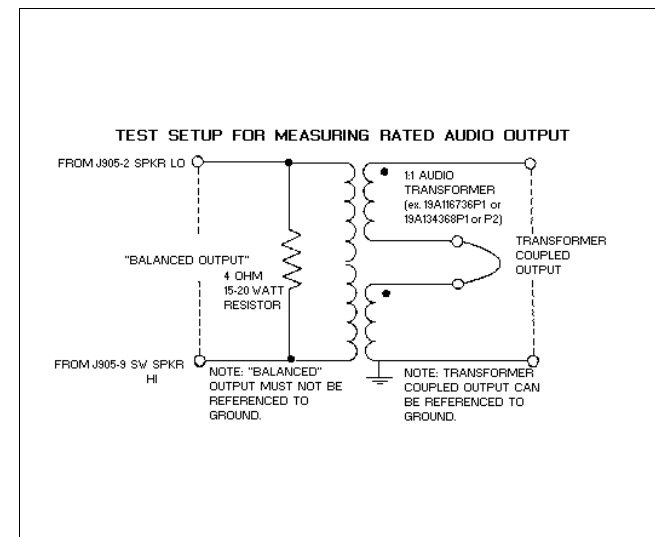 TEST SETUP FOR MEASURING RATED AUDIO OUTPUT
FROM J905-2 SPKR LO
1:1 AUDIO
TRANSFORMER
(ex. 19A116736P1 or
19A134368P1 or P2)
"BALANCED OUTPUT"
4 OHM
15-20 WATT
RESISTOR
TRANSFORMER
COUPLED
OUTPUT
FROM J905-9 SW SPKR
HI
NOTE: "BALANCED"
OUTPUT MUST NOT BE
REFERENCED TO
GROUND.
NOTE: TRANSFORMER
COUPLED OUTPUT CAN
BE REFERENCED TO
GROUND.